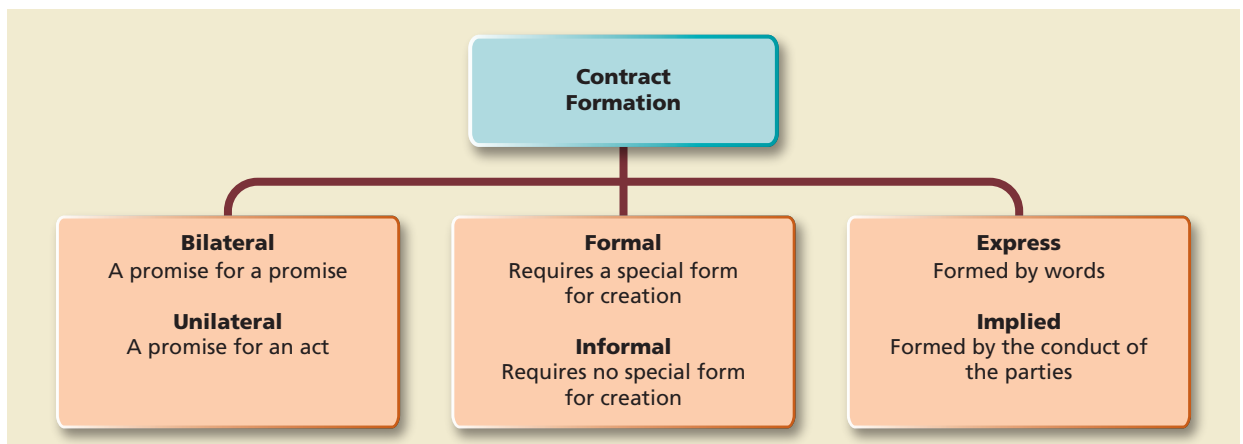 Contract
Formation
Bilateral
A promise for a promise
Unilateral
A promise for an act
Formal
Requires a special form
for creation
Informal
Requires no special form
for creation
Express
Formed by words
Implied
Formed by the conduct of
the parties